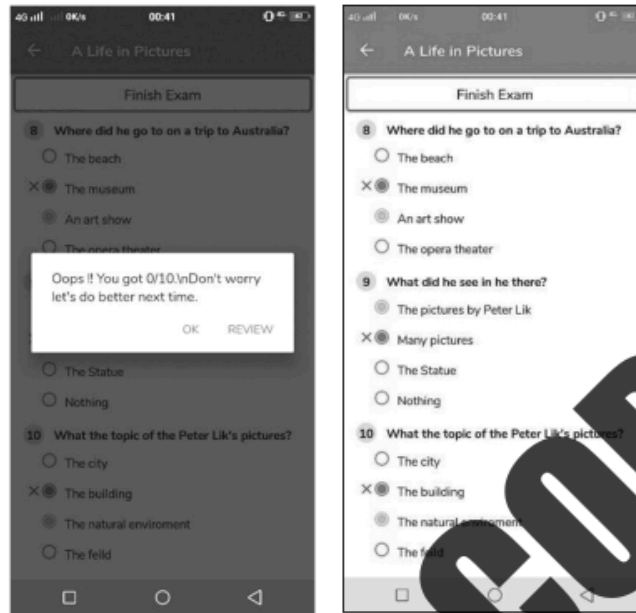 4G 0K/s 00:41
A Life in Pictures
Finish Exam
8 Where did he go to on a trip to Australia?
The beach
The museum
An art show
The opera theater
Oops !! You got 0/10.\nDon't worry
let's do better next time.
OK REVIEW
The Statue
Nothing
10 What the topic of the Peter Lik's pictures?
The city
The building
The natural enviroment
The feild
4G 0K/s 00:41
A Life in Pictures
Finish Exam
8 Where did he go to on a trip to Australia?
The beach
The museum
An art show
The opera theater
9 What did he see in he there?
The pictures by Peter Lik
Many pictures
The Statue
Nothing
10 What the topic of the Peter Lik's pictures?
The city
The building
The natural enviroment
The
COP